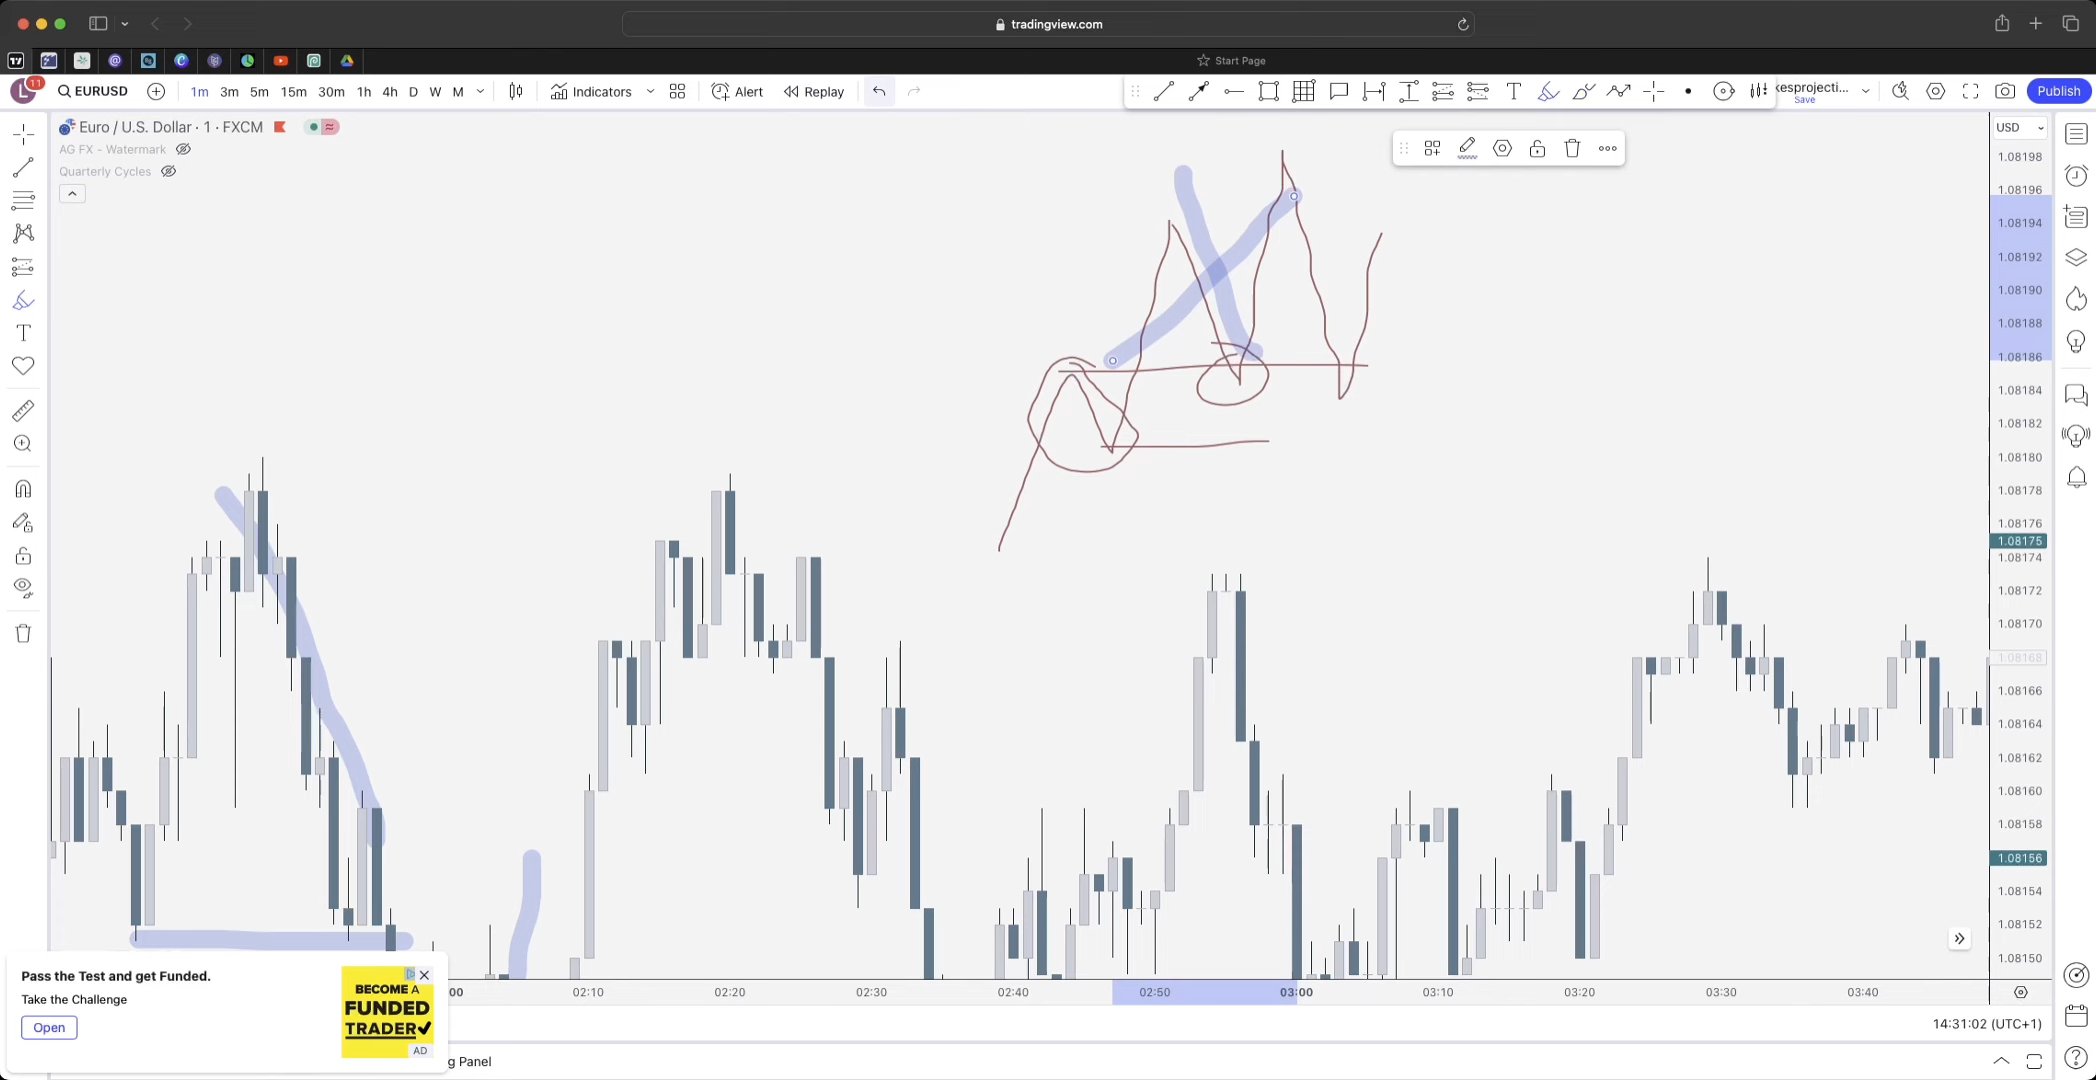 tradingview.com
Start Page
11
EURUSD
1m 3m 5m 15m 30m 1h 4h D W M
Indicators
Alert
Replay
kesprojecti...
Save
Publish
Euro / U.S. Dollar · 1 · FXCM
AG FX - Watermark
Quarterly Cycles
USD
1.08198
1.08196
1.08194
1.08192
1.08190
1.08188
1.08186
1.08184
1.08182
1.08180
1.08178
1.08176
1.08175
1.08174
1.08172
1.08170
1.08168
1.08166
1.08164
1.08162
1.08160
1.08158
1.08156
1.08154
1.08152
1.08150
:00 02:10 02:20 02:30 02:40 02:50 03:00 03:10 03:20 03:30 03:40
14:31:02 (UTC+1)
Pass the Test and get Funded.
Take the Challenge
Open
BECOME A
FUNDED
TRADER
AD
g Panel